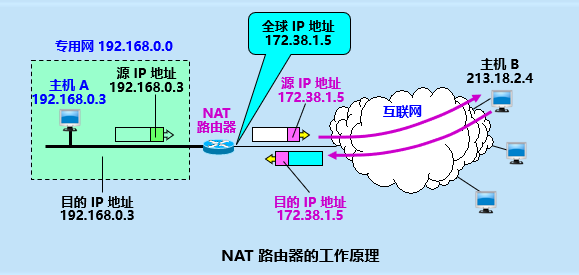 全球 IP 地址
172.38.1.5
专用网 192.168.0.0
主机 A
192.168.0.3
源 IP 地址
192.168.0.3
NAT
路由器
源 IP 地址
172.38.1.5
互联网
主机 B
213.18.2.4
目的 IP 地址
192.168.0.3
目的 IP 地址
172.38.1.5
NAT 路由器的工作原理